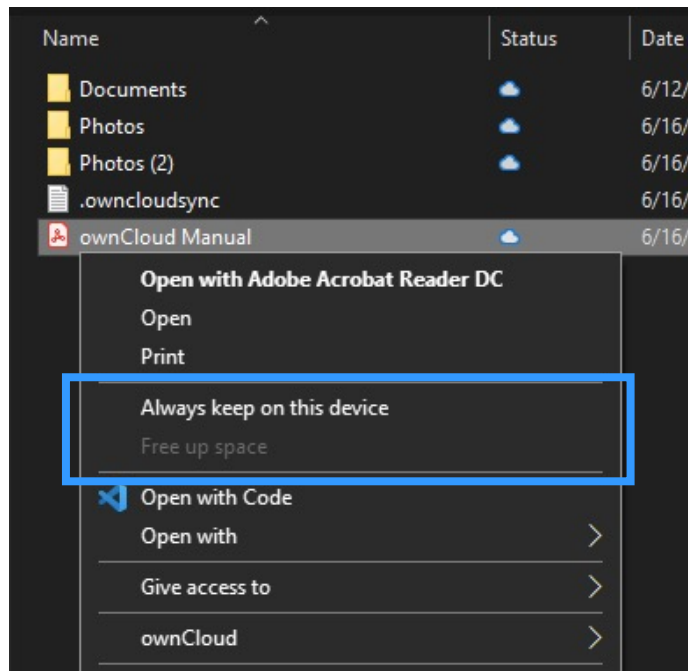 Name Status Date
Documents 6/12/
Photos 6/16/
Photos (2) 6/16/
.owncloudsync 6/16/
ownCloud Manual 6/16/
Open with Adobe Acrobat Reader DC
Open
Print
Always keep on this device
Free up space
Open with Code
Open with
Give access to
ownCloud